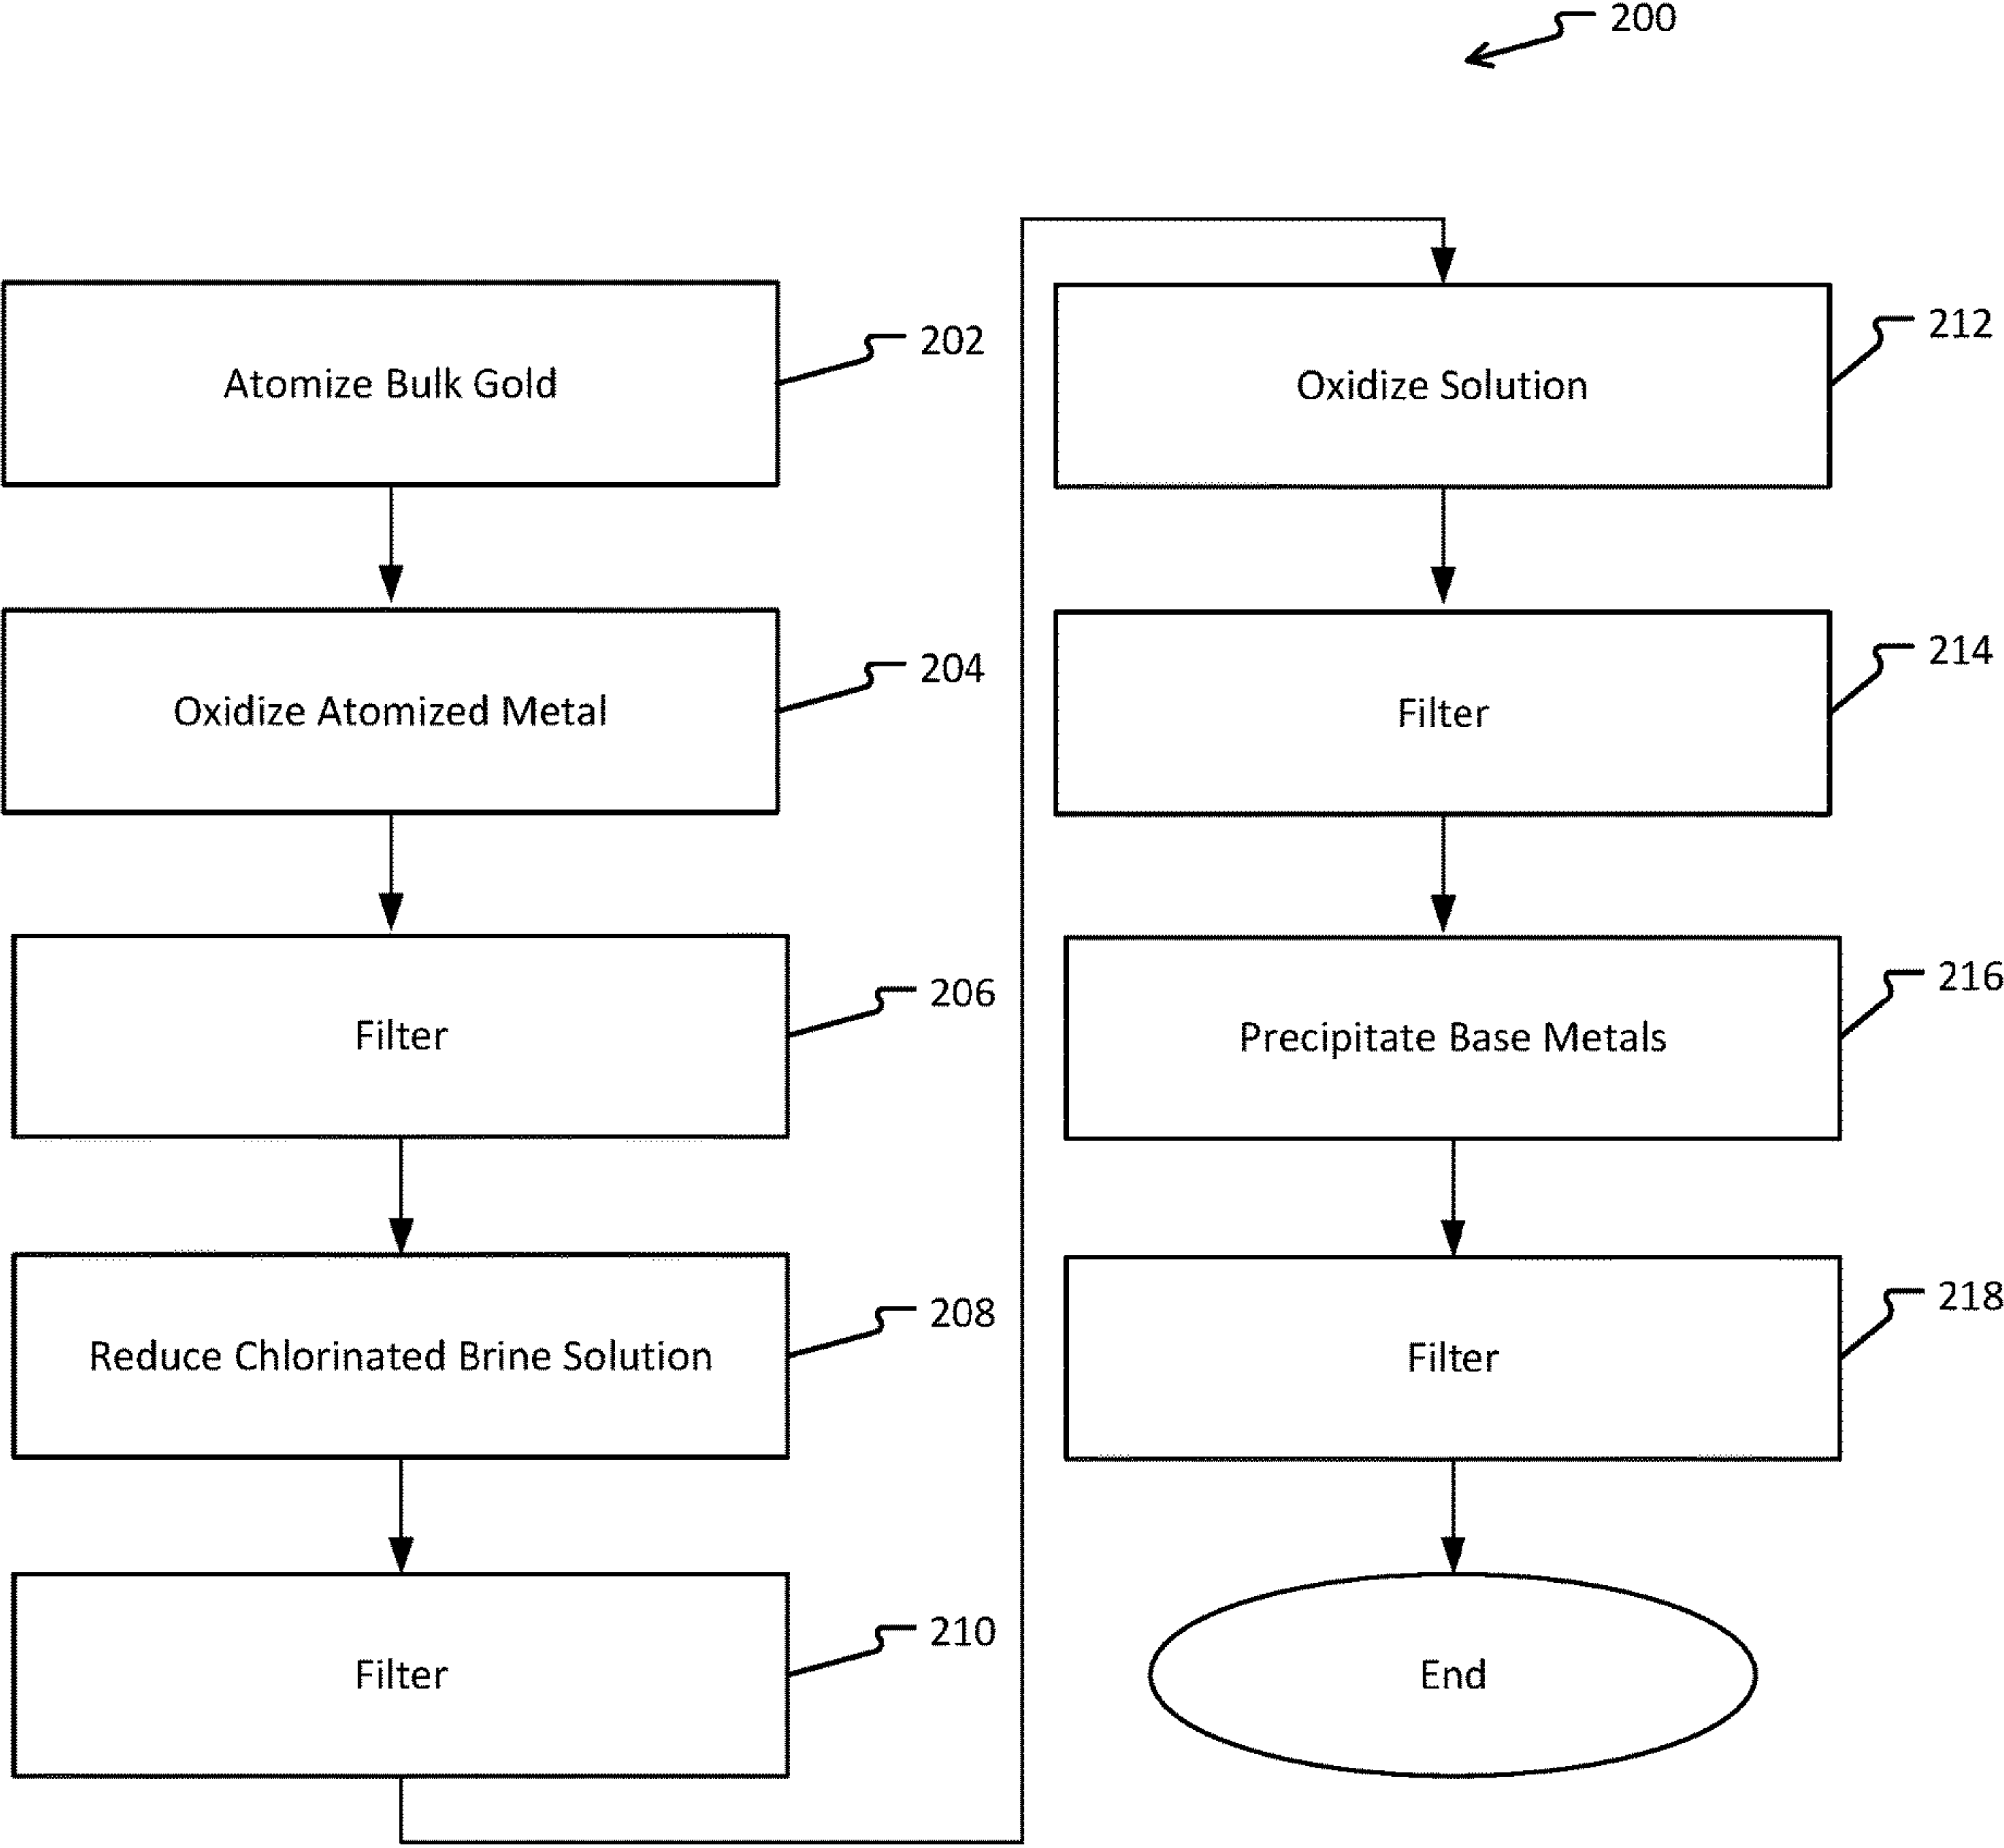 200
Atomize Bulk Gold
202
Oxidize Atomized Metal
204
Filter
206
Reduce Chlorinated Brine Solution
208
Filter
210
Oxidize Solution
212
Filter
214
Precipitate Base Metals
216
Filter
218
End